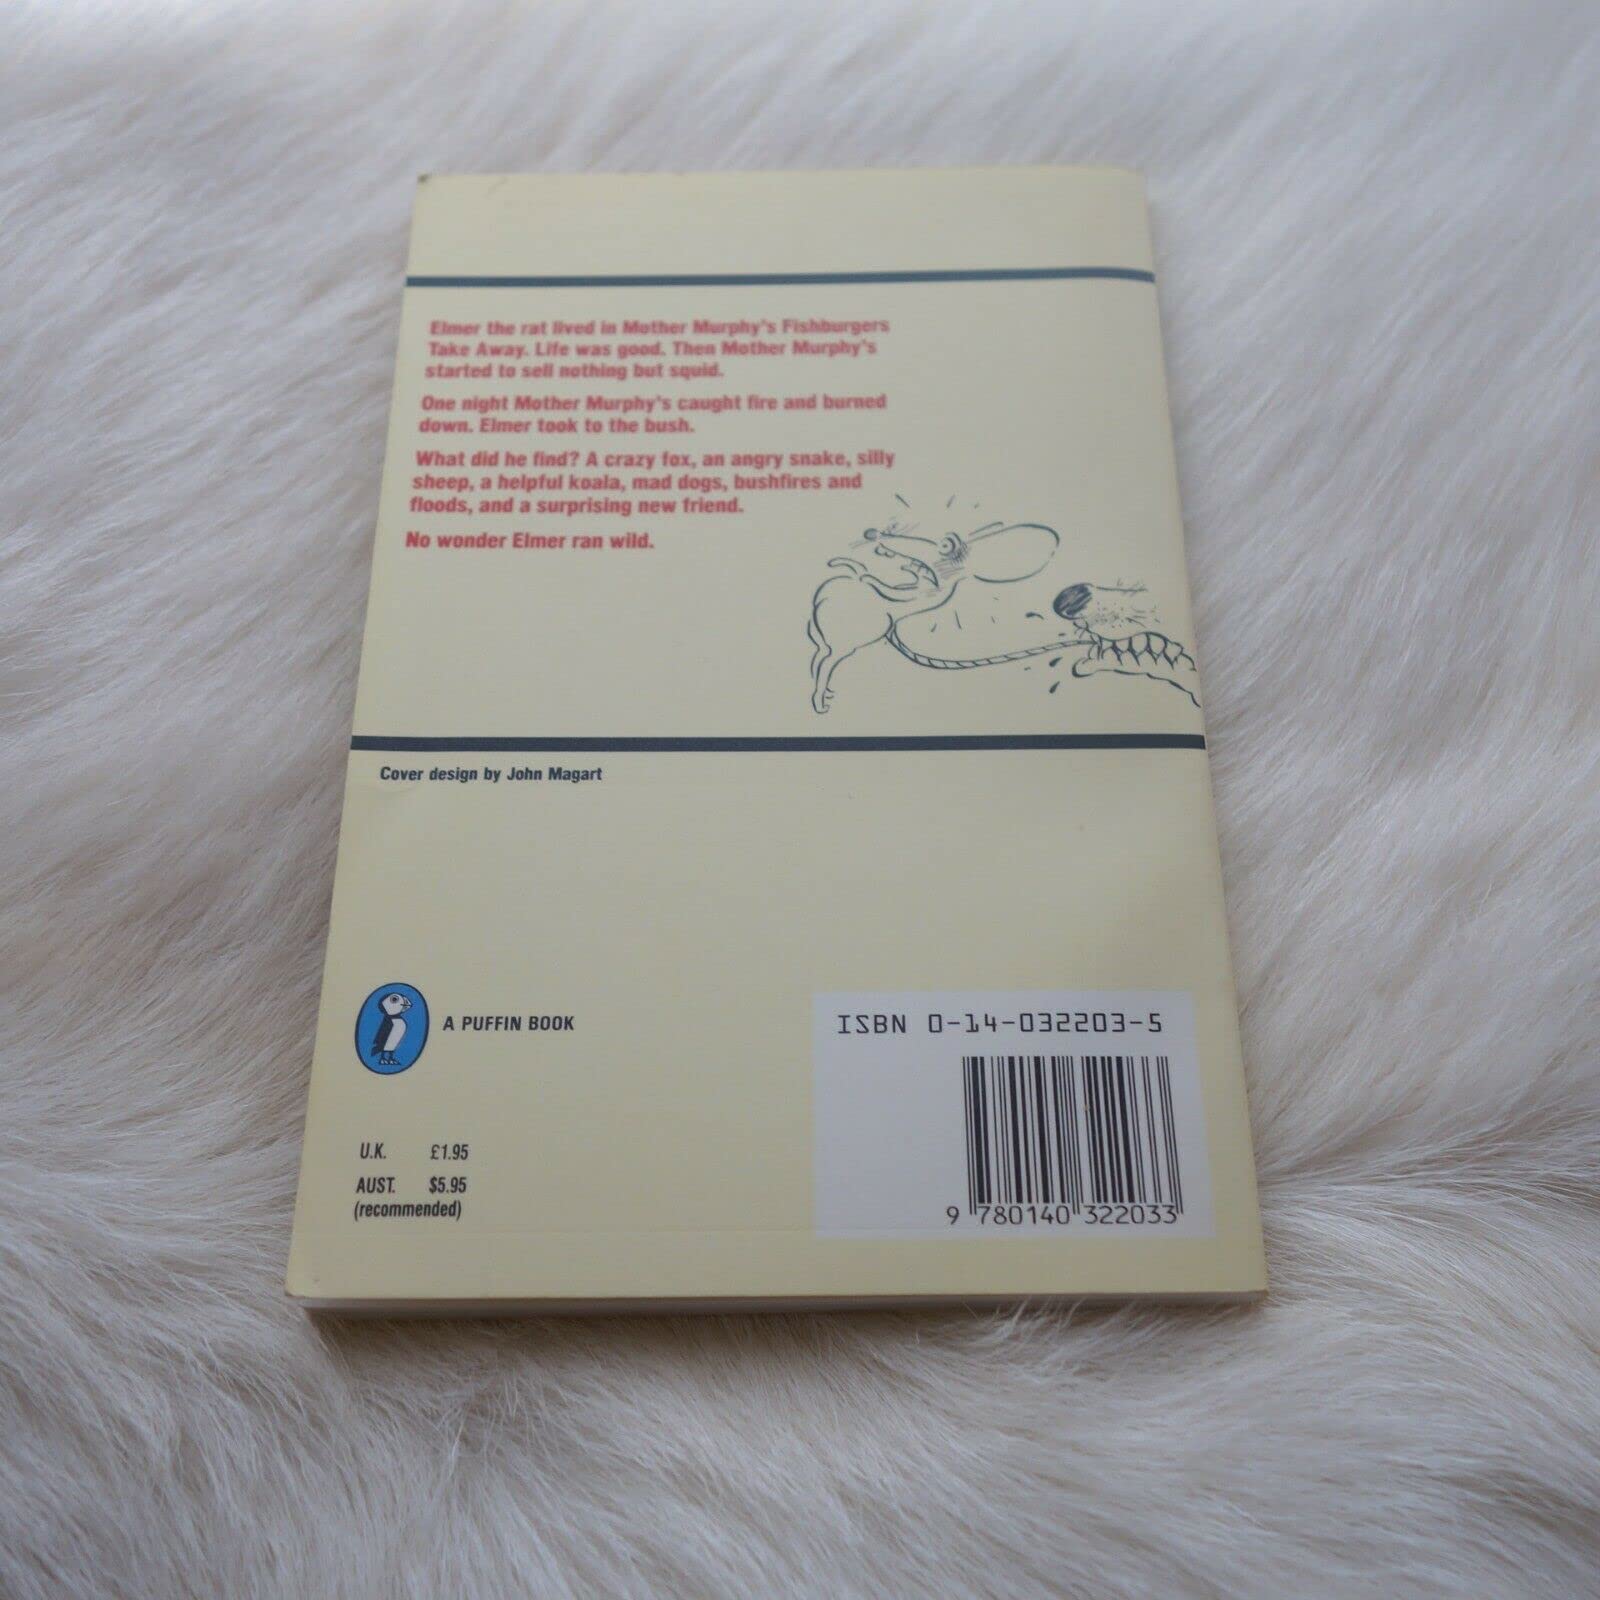 Elmer the rat lived in Mother Murphy's Fishburgers
Take Away. Life was good. Then Mother Murphy's
started to sell nothing but squid.
One night Mother Murphy's caught fire and burned
down. Elmer took to the bush.
What did he find? A crazy fox, an angry snake, silly
sheep, a helpful koala, mad dogs, bushfires and
floods, and a surprising new friend.
No wonder Elmer ran wild.
Cover design by John Magart
A PUFFIN BOOK
ISBN 0-14-032203-5
9 780140 322033
U.K. £1.95
AUST. $5.95
(recommended)